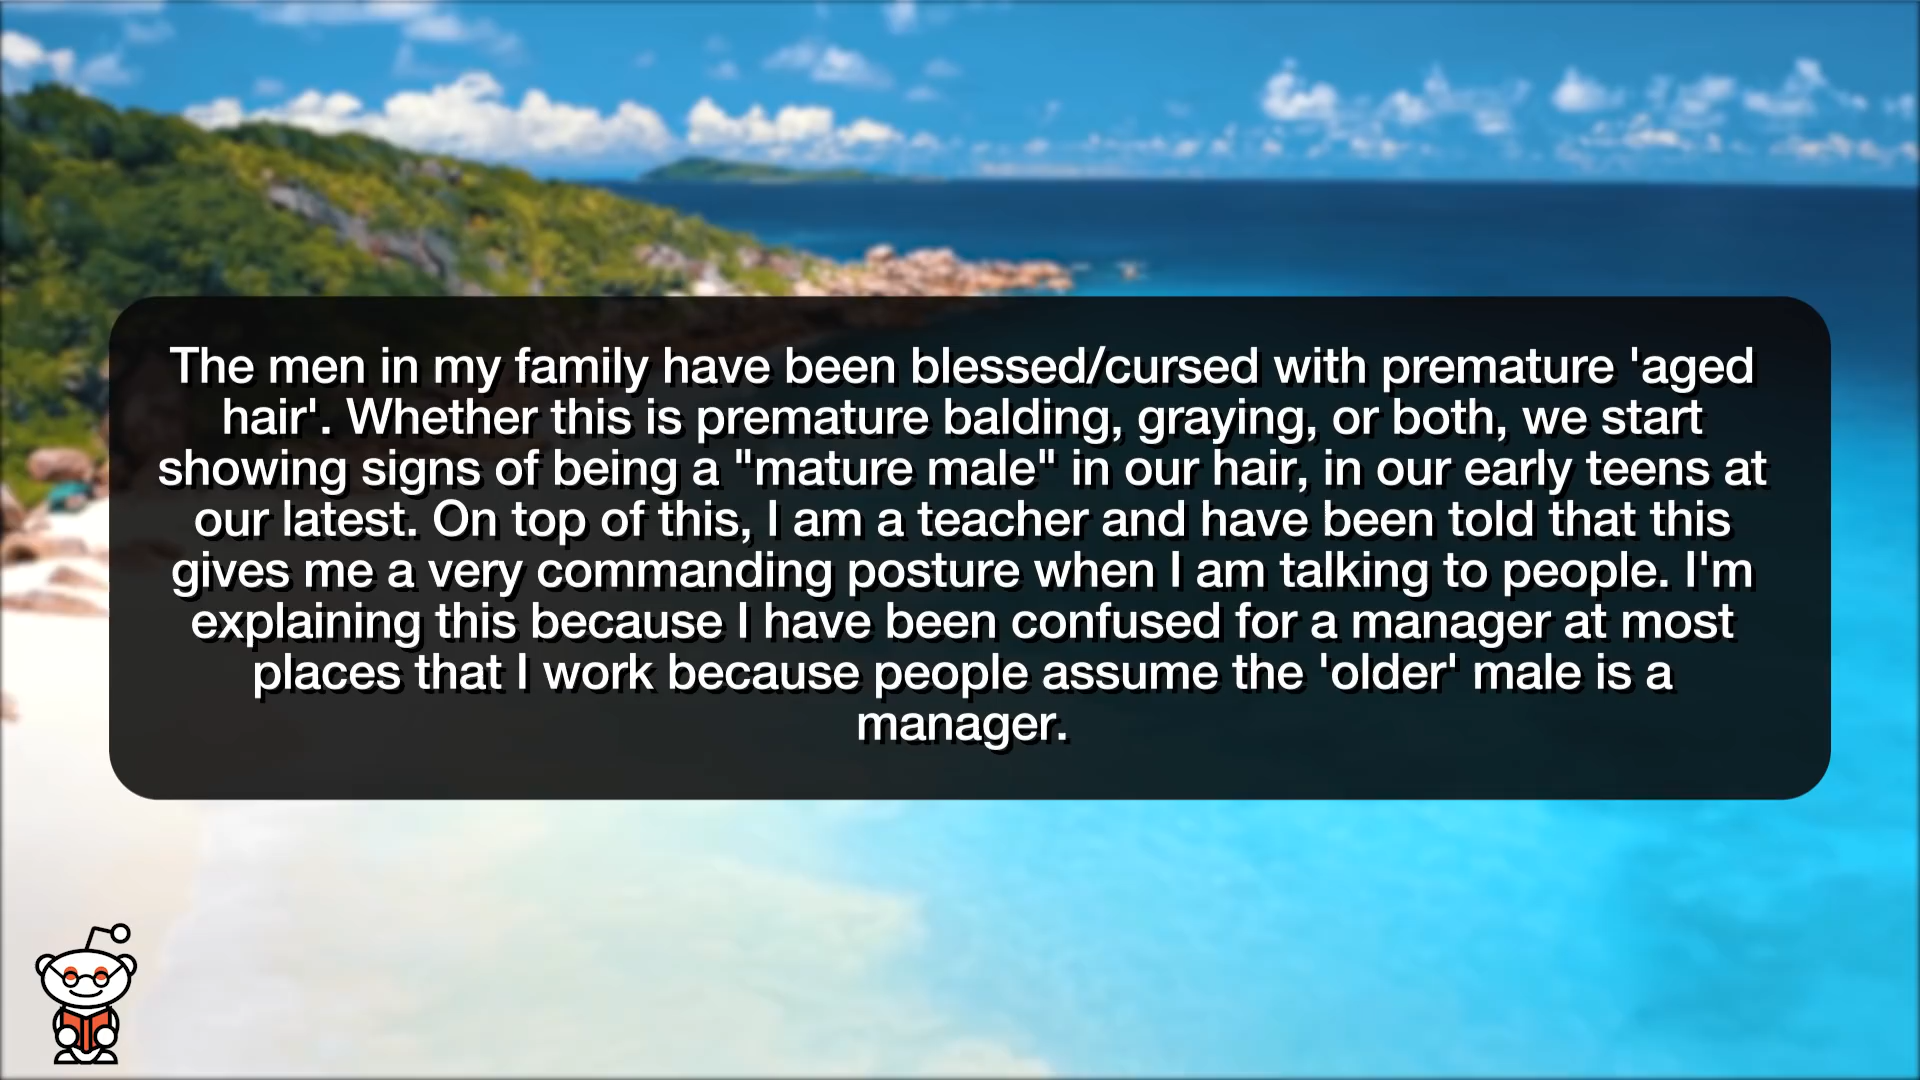 The men in my family have been blessed/cursed with premature 'aged
hair'. Whether this is premature balding, graying, or both, we start
showing signs of being a "mature male" in our hair, in our early teens at
our latest. On top of this, I am a teacher and have been told that this
gives me a very commanding posture when I am talking to people. I'm
explaining this because I have been confused for a manager at most
places that I work because people assume the 'older' male is a
manager.